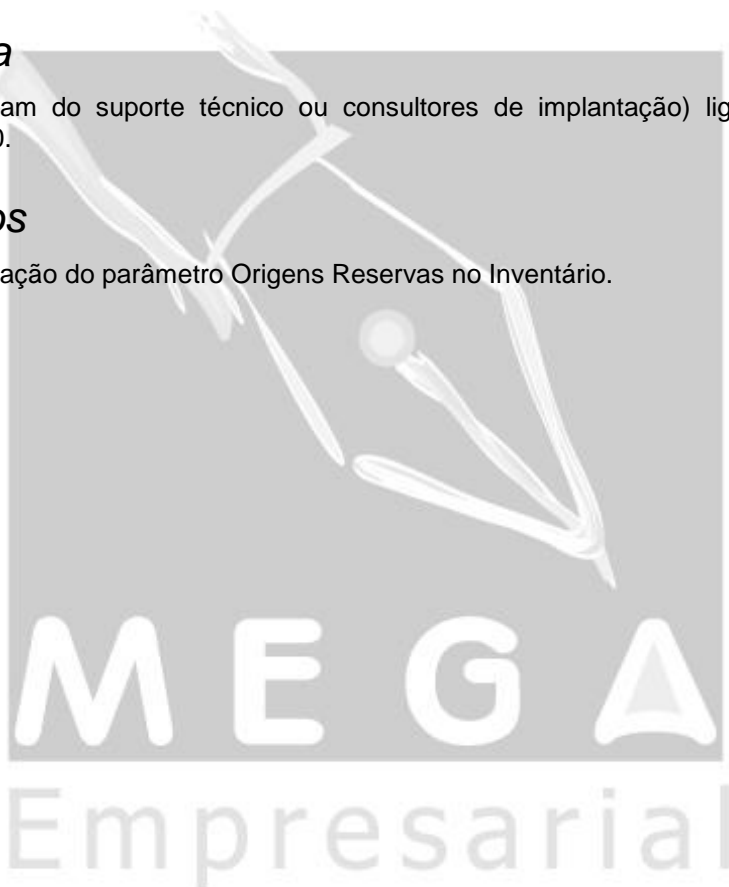 a
am do suporte técnico ou consultores de implantação) lig
0.
os
ação do parâmetro Origens Reservas no Inventário.
MEGA
Empresarial